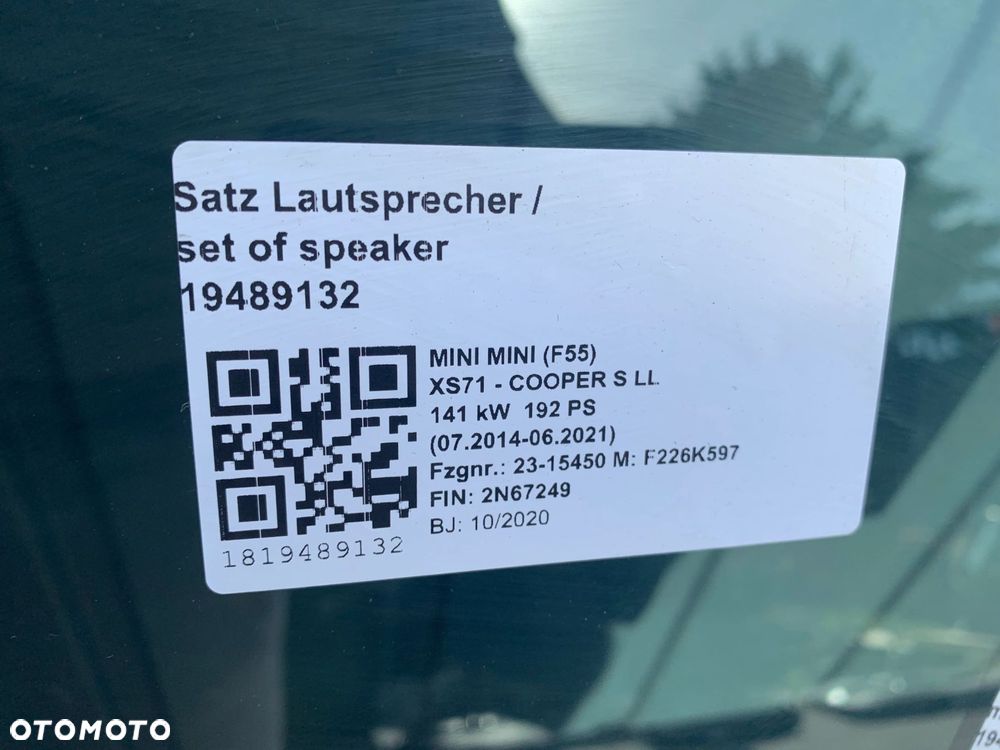 Satz Lautsprecher /
set of speaker
19489132
MINI MINI (F55)
XS71 - COOPER S LL
141 kW 192 PS
(07.2014-06.2021)
Fzgnr.: 23-15450 M: F226K597
FIN: 2N67249
BJ: 10/2020
1819489132
OTOMOTO